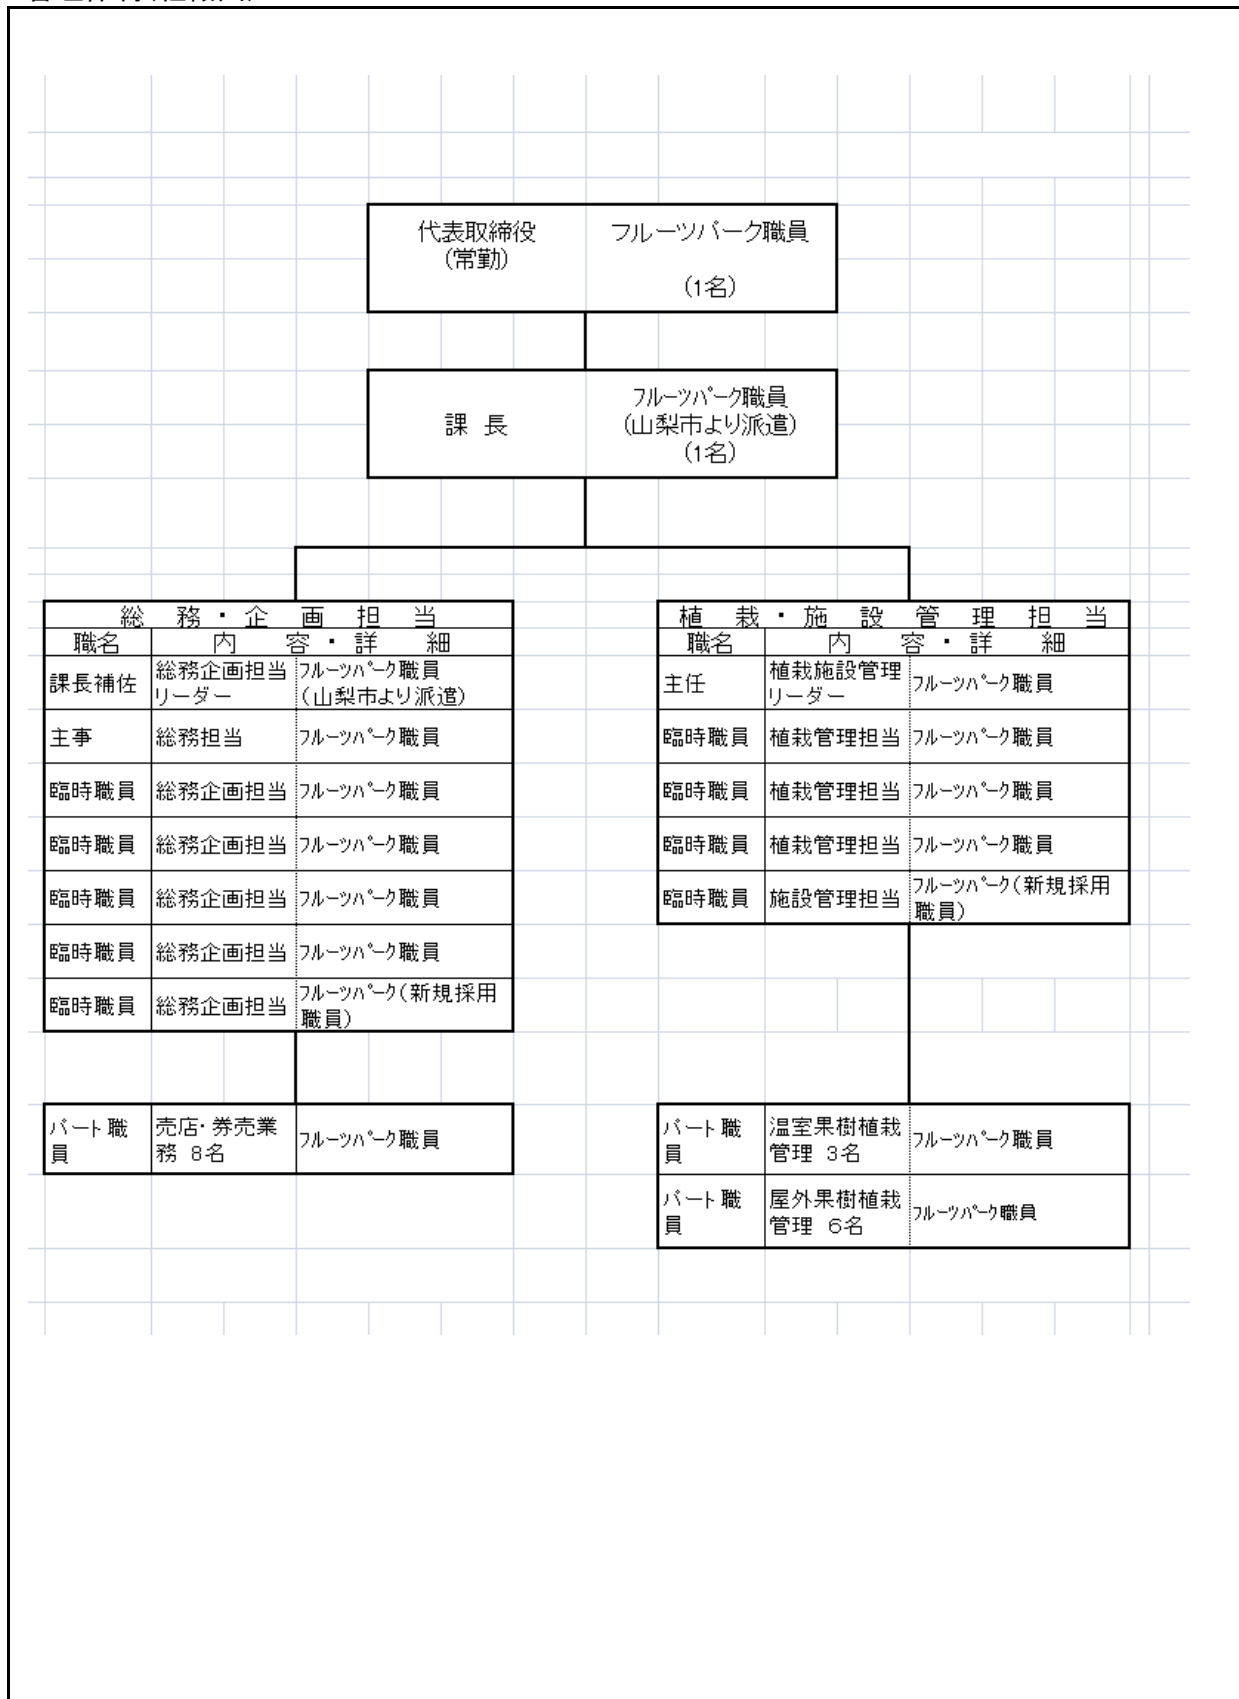 代表取締役
(常勤)
フルーツパーク職員
(1名)
課 長
フルーツパーク職員
(山梨市より派遣)
(1名)
総 務・企 画 担 当
職名 内 容・詳 細
課長補佐 総務企画担当リーダー フルーツパーク職員(山梨市より派遣)
主事 総務担当 フルーツパーク職員
臨時職員 総務企画担当 フルーツパーク職員
臨時職員 総務企画担当 フルーツパーク職員
臨時職員 総務企画担当 フルーツパーク職員
臨時職員 総務企画担当 フルーツパーク職員
臨時職員 総務企画担当 フルーツパーク(新規採用職員)
パート職員 売店・券売業務 8名 フルーツパーク職員
植 栽・施 設 管 理 担 当
職名 内 容・詳 細
主任 植栽施設管理リーダー フルーツパーク職員
臨時職員 植栽管理担当 フルーツパーク職員
臨時職員 植栽管理担当 フルーツパーク職員
臨時職員 植栽管理担当 フルーツパーク職員
臨時職員 施設管理担当 フルーツパーク(新規採用職員)
パート職員 温室果樹植栽管理 3名 フルーツパーク職員
パート職員 屋外果樹植栽管理 6名 フルーツパーク職員